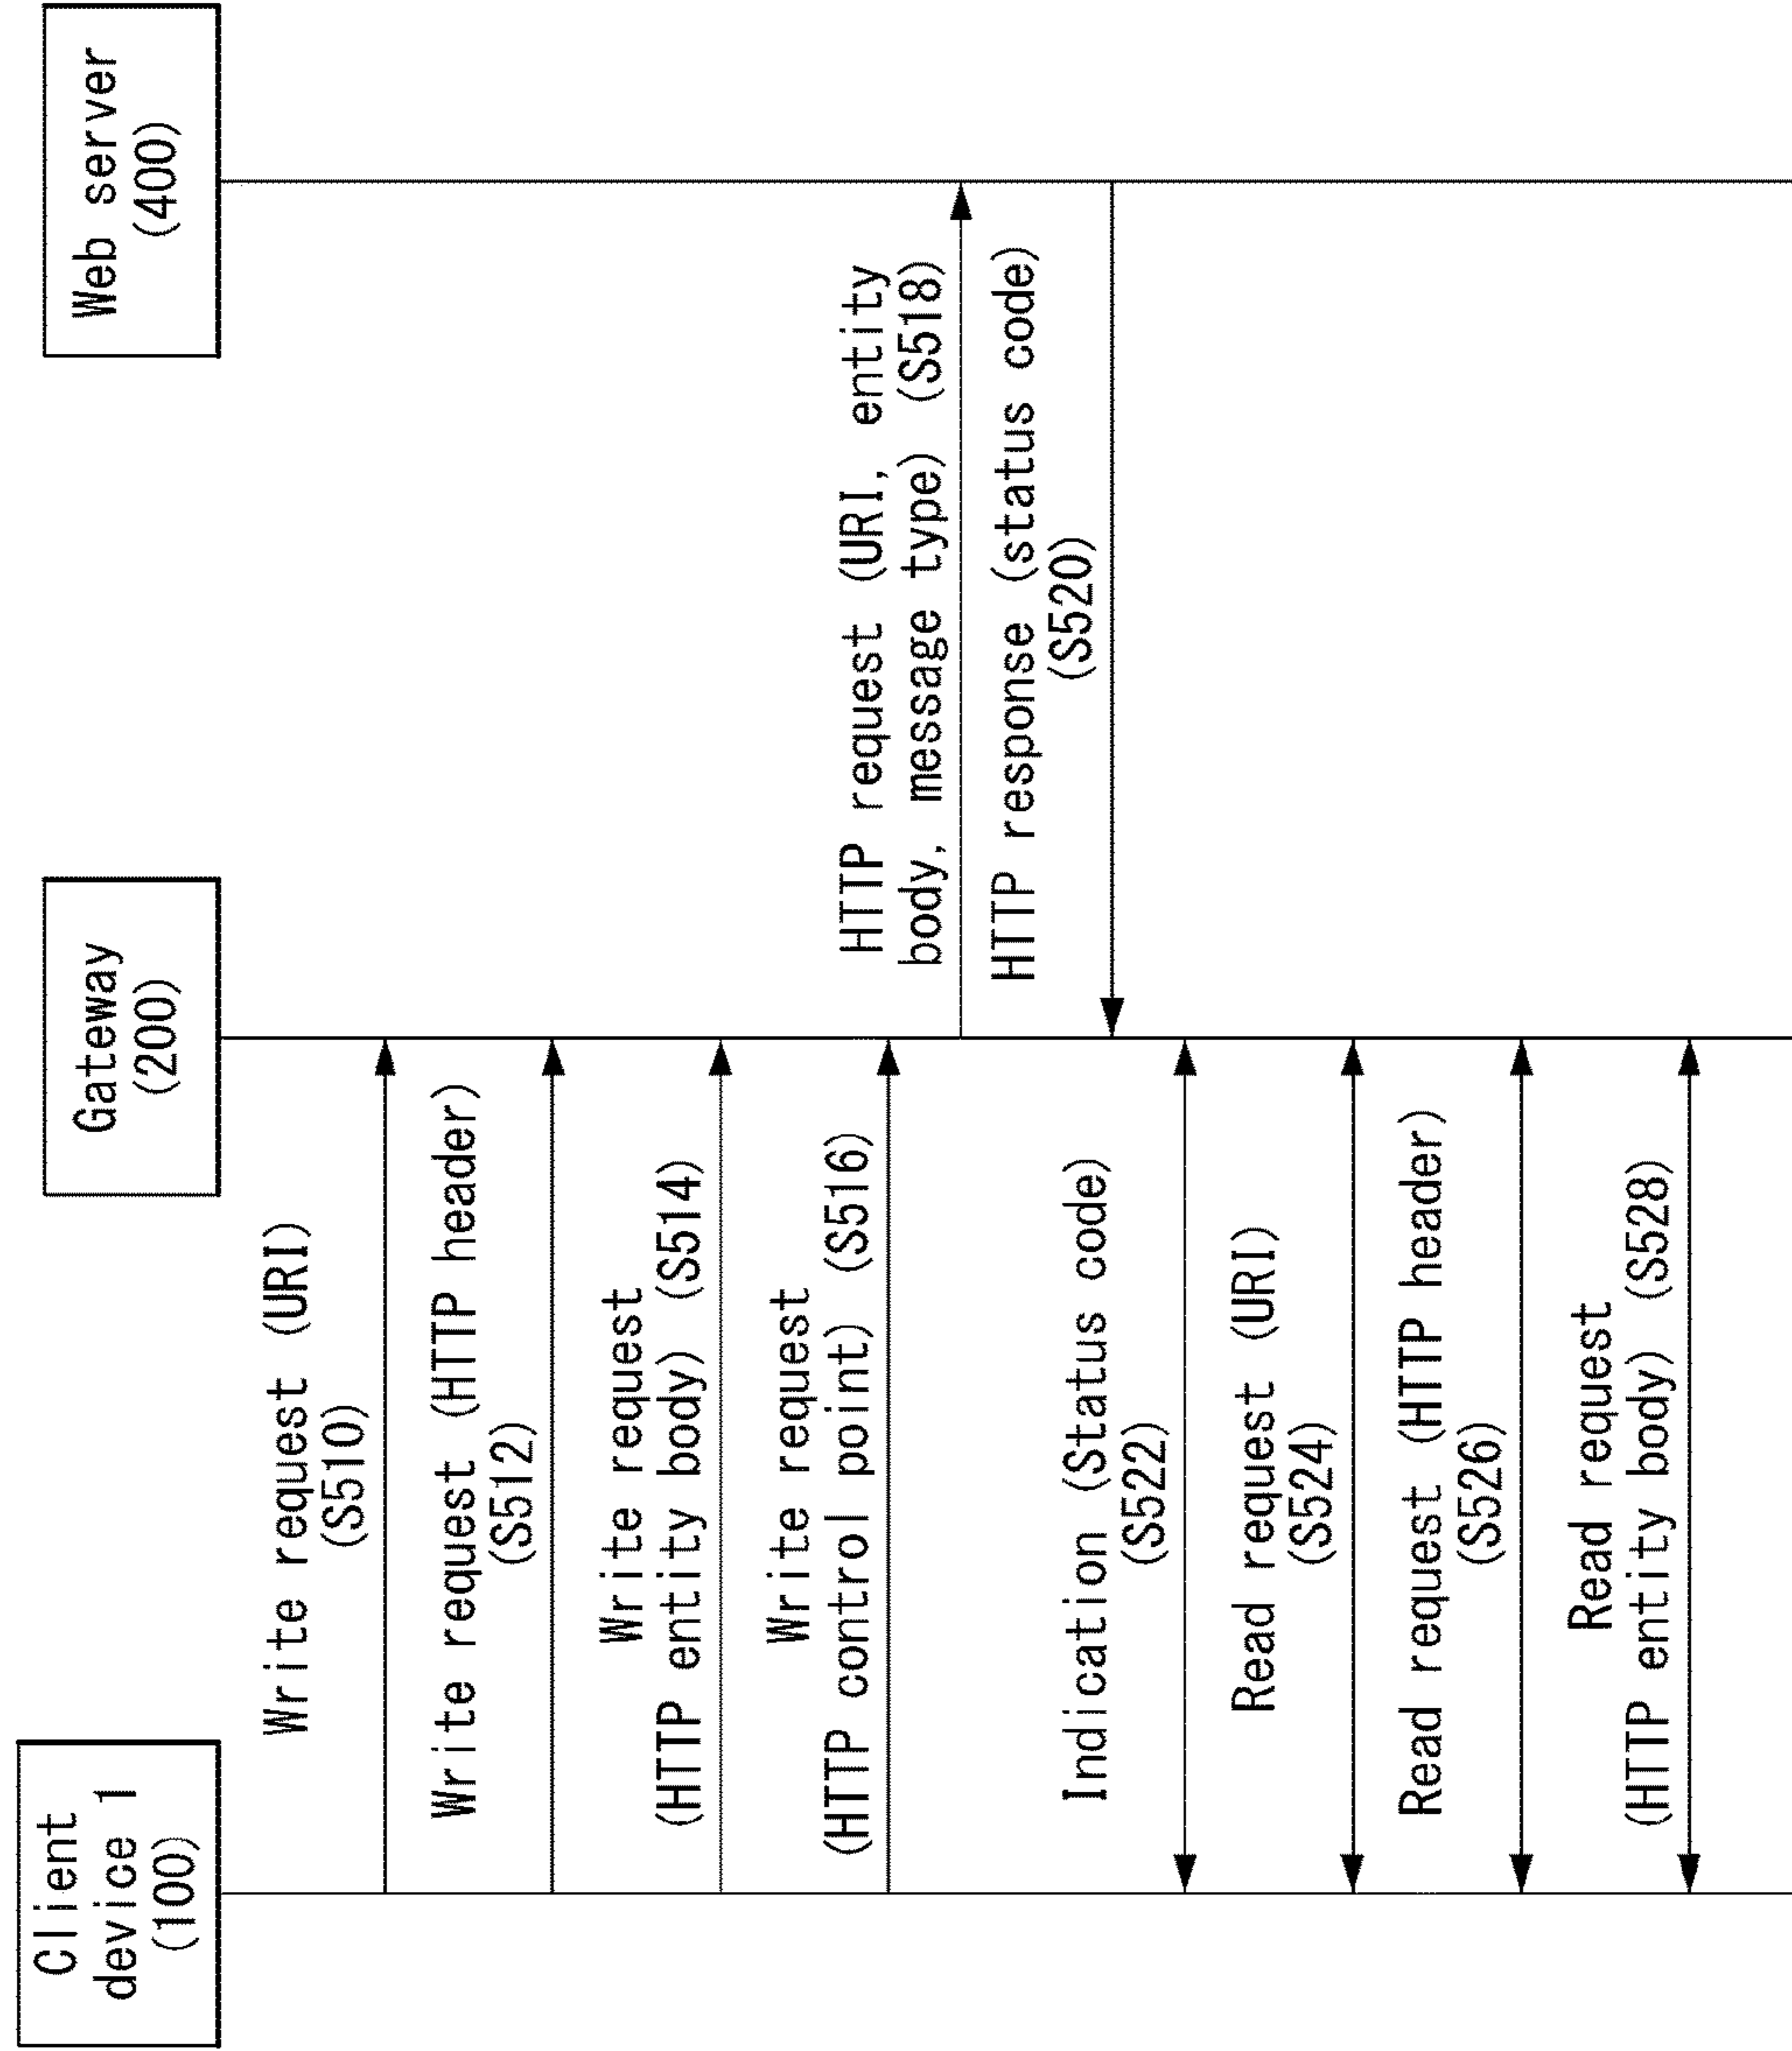 Client
device 1
(100)
Gateway
(200)
Web server
(400)
Write request (URI)
(S510)
Write request (HTTP header)
(S512)
Write request
(HTTP entity body) (S514)
Write request
(HTTP control point) (S516)
HTTP request (URI, entity
body, message type) (S518)
HTTP response (status code)
(S520)
Indication (Status code)
(S522)
Read request (URI)
(S524)
Read request (HTTP header)
(S526)
Read request
(HTTP entity body) (S528)